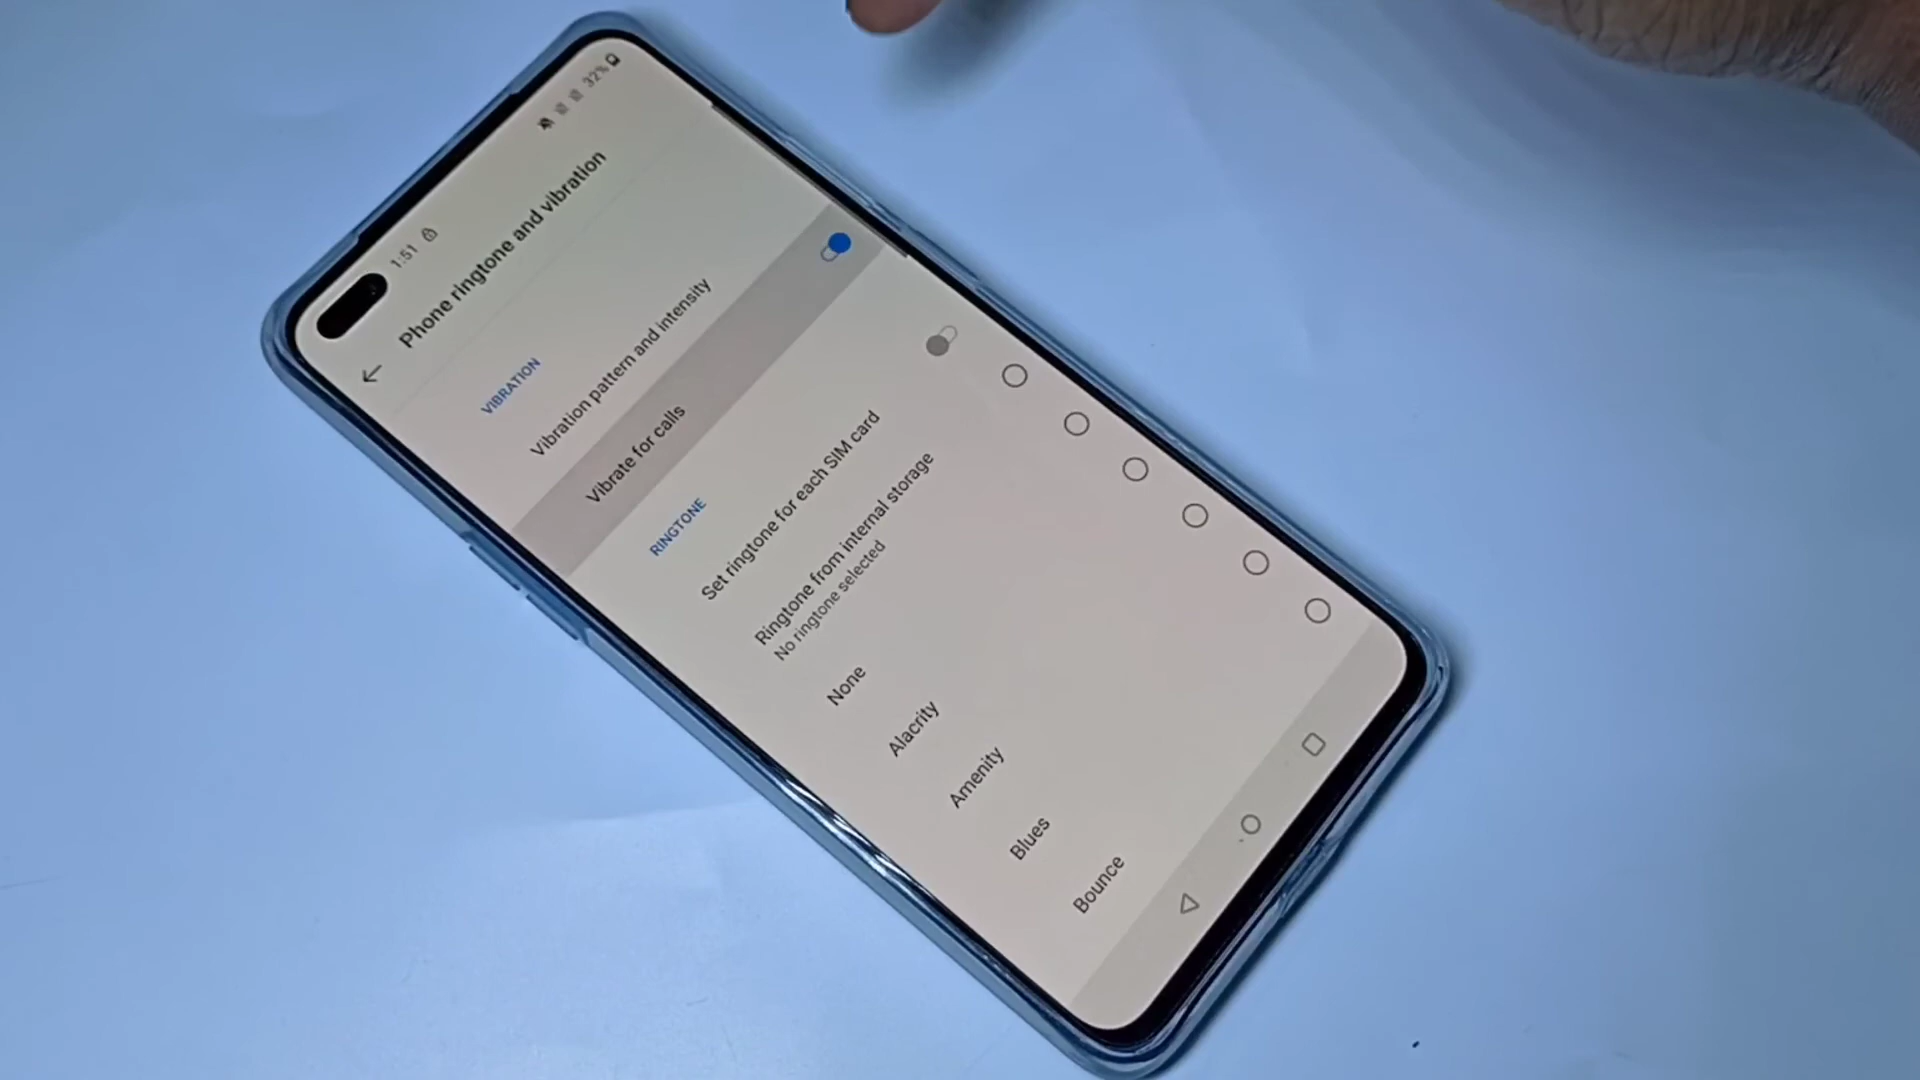 1:51
32%
Phone ringtone and vibration
VIBRATION
Vibration pattern and intensity
Vibrate for calls
RINGTONE
Set ringtone for each SIM card
Ringtone from internal storage
No ringtone selected
None
Alacrity
Amenity
Blues
Bounce